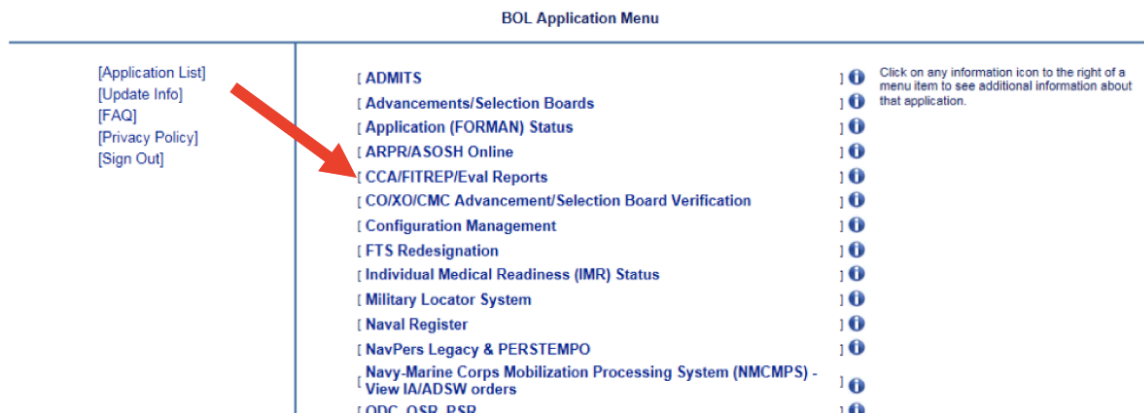 BOL Application Menu
[Application List]
[Update Info]
[FAQ]
[Privacy Policy]
[Sign Out]
[ ADMITS ]
[ Advancements/Selection Boards ]
[ Application (FORMAN) Status ]
[ ARPR/ASOSH Online ]
[ CCA/FITREP/Eval Reports ]
[ CO/XO/CMC Advancement/Selection Board Verification ]
[ Configuration Management ]
[ FTS Redesignation ]
[ Individual Medical Readiness (IMR) Status ]
[ Military Locator System ]
[ Naval Register ]
[ NavPers Legacy & PERSTEMPO ]
[ Navy-Marine Corps Mobilization Processing System (NMCMPS) -
View IA/ADSW orders ]
[ ODC, OSR, PSR ]
Click on any information icon to the right of a
menu item to see additional information about
that application.